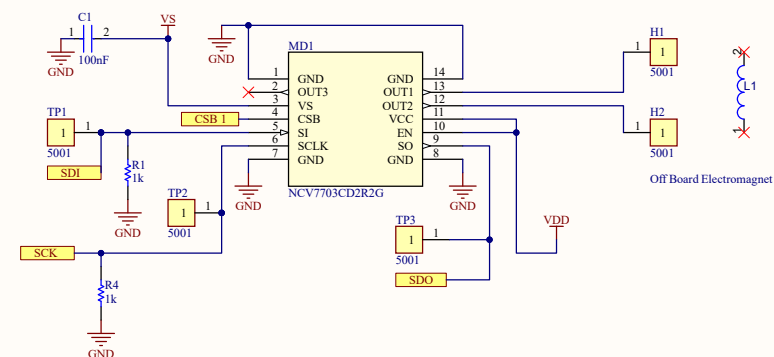 C1
1 2
100nF
GND
VS
GND
MD1
1 GND
2 OUT3
3 VS
4 CSB
5 SI
6 SCLK
7 GND
GND 14
OUT1 13
OUT2 12
VCC 11
EN 10
SO 9
GND 8
NCV7703CD2R2G
GND
GND
CSB 1
TP1
1 1
5001
SDI
R1
1k
GND
TP2
1 1
5001
SCK
R4
1k
GND
TP3
1 1
5001
SDO
VDD
H1
1 1
5001
H2
1 1
5001
2
L1
1
Off Board Electromagnet